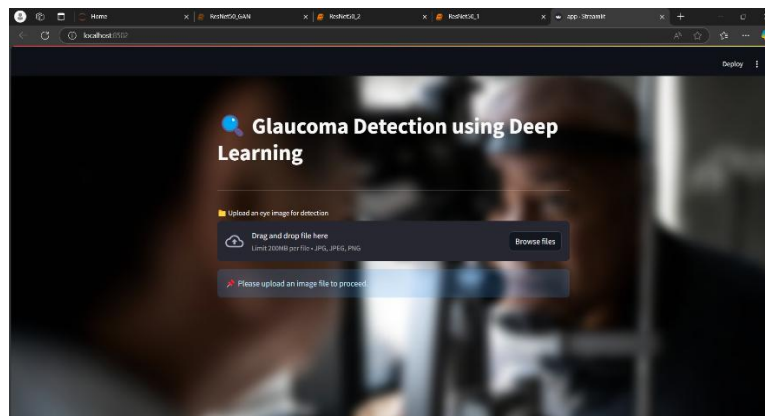 Home
ResNet50_GAN
ResNet50_2
ResNet50_1
app · Streamlit
localhost:8502
Deploy
Glaucoma Detection using Deep
Learning
Upload an eye image for detection
Drag and drop file here
Limit 200MB per file • JPG, JPEG, PNG
Browse files
Please upload an image file to proceed.